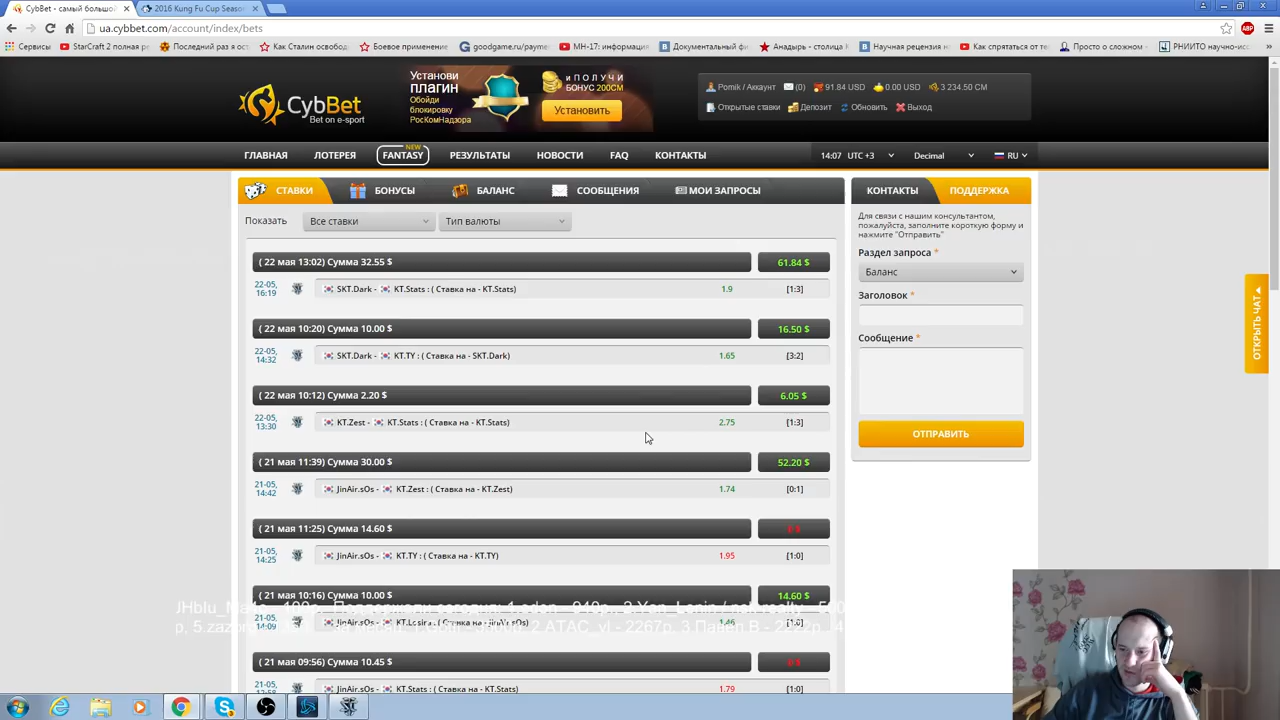 CybBet - самый большой
2016 Kung Fu Cup Seaso
ua.cybbet.com/account/index/bets
Сервисы
StarCraft 2 полная р
Последний раз я ост
Как Сталин освобод
Боевое применение
goodgame.ru/payme
МН-17: информация
Документальный фи
Анадырь - столица
Научная рецензия н
Как спрятаться от те
Просто о сложном -
РНИИТО научно-исс
CybBet
Bet on e-sport
Установи
плагин
Обойди
блокировку
РосКомНадзора
и ПОЛУЧИ
БОНУС 200CM
Установить
Pomik / Аккаунт (0) 91.84 USD 0.00 USD 3 234.50 CM
Открытые ставки Депозит Обновить Выход
ГЛАВНАЯ ЛОТЕРЕЯ FANTASY NEW РЕЗУЛЬТАТЫ НОВОСТИ FAQ КОНТАКТЫ 14:07 UTC +3 Decimal RU
СТАВКИ БОНУСЫ БАЛАНС СООБЩЕНИЯ МОИ ЗАПРОСЫ
Показать Все ставки Тип валюты
( 22 мая 13:02) Сумма 32.55 $ 61.84 $
22-05, 16:19 SKT.Dark - KT.Stats : ( Ставка на - KT.Stats) 1.9 [1:3]
( 22 мая 10:20) Сумма 10.00 $ 16.50 $
22-05, 14:32 SKT.Dark - KT.TY : ( Ставка на - SKT.Dark) 1.65 [3:2]
( 22 мая 10:12) Сумма 2.20 $ 6.05 $
22-05, 13:30 KT.Zest - KT.Stats : ( Ставка на - KT.Stats) 2.75 [1:3]
( 21 мая 11:39) Сумма 30.00 $ 52.20 $
21-05, 14:42 JinAir.sOs - KT.Zest : ( Ставка на - KT.Zest) 1.74 [0:1]
( 21 мая 11:25) Сумма 14.60 $
21-05, 14:25 JinAir.sOs - KT.TY : ( Ставка на - KT.TY) 1.95 [1:0]
( 21 мая 10:16) Сумма 10.00 $ 14.60 $
21-05, 14:09 1.46 [1:0]
( 21 мая 09:56) Сумма 10.45 $
21-05, 12:58 JinAir.sOs - KT.Stats : ( Ставка на - KT.Stats) 1.79 [1:0]
КОНТАКТЫ ПОДДЕРЖКА
Для связи с нашим консультантом,
пожалуйста, заполните короткую форму и
нажмите "Отправить"
Раздел запроса *
Баланс
Заголовок *
Сообщение *
ОТПРАВИТЬ
ОТКРЫТЬ ЧАТ